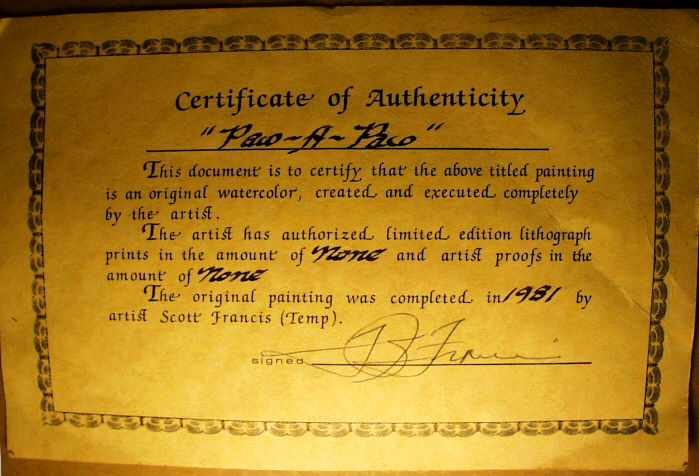 Certificate of Authenticity
"Paco-A-Paco"
This document is to certify that the above titled painting
is an original watercolor, created and executed completely
by the artist.
The artist has authorized limited edition lithograph
prints in the amount of None and artist proofs in the
amount of None
The original painting was completed in 1981 by
artist Scott Francis (Temp).
signed